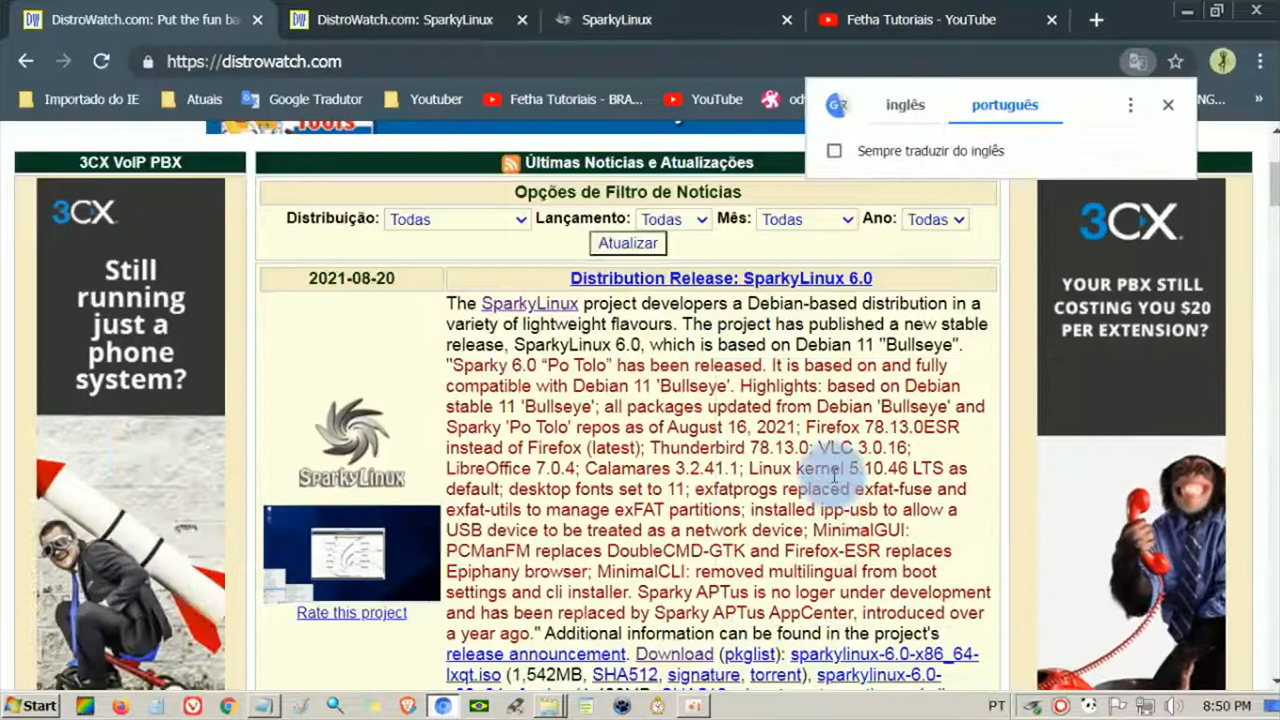 DistroWatch.com: Put the fun ba
DistroWatch.com: SparkyLinux
SparkyLinux
Fetha Tutoriais - YouTube
https://distrowatch.com
Importado do IE
Atuais
Google Tradutor
Youtuber
Fetha Tutoriais - BRA...
YouTube
NG...
»
inglês
português
Sempre traduzir do inglês
3CX VoIP PBX
3CX
Still
running
just a
phone
system?
Últimas Notícias e Atualizações
Opções de Filtro de Notícias
Distribuição: Todas Lançamento: Todas Mês: Todas Ano: Todas
Atualizar
2021-08-20
Distribution Release: SparkyLinux 6.0
SparkyLinux
Rate this project
The SparkyLinux project developers a Debian-based distribution in a
variety of lightweight flavours. The project has published a new stable
release, SparkyLinux 6.0, which is based on Debian 11 "Bullseye".
"Sparky 6.0 “Po Tolo” has been released. It is based on and fully
compatible with Debian 11 'Bullseye'. Highlights: based on Debian
stable 11 'Bullseye'; all packages updated from Debian 'Bullseye' and
Sparky 'Po Tolo' repos as of August 16, 2021; Firefox 78.13.0ESR
instead of Firefox (latest); Thunderbird 78.13.0; VLC 3.0.16;
LibreOffice 7.0.4; Calamares 3.2.41.1; Linux kernel 5.10.46 LTS as
default; desktop fonts set to 11; exfatprogs replaced exfat-fuse and
exfat-utils to manage exFAT partitions; installed ipp-usb to allow a
USB device to be treated as a network device; MinimalGUI:
PCManFM replaces DoubleCMD-GTK and Firefox-ESR replaces
Epiphany browser; MinimalCLI: removed multilingual from boot
settings and cli installer. Sparky APTus is no loger under development
and has been replaced by Sparky APTus AppCenter, introduced over
a year ago." Additional information can be found in the project's
release announcement. Download (pkglist): sparkylinux-6.0-x86_64-
lxqt.iso (1,542MB, SHA512, signature, torrent), sparkylinux-6.0-
3CX
YOUR PBX STILL
COSTING YOU $20
PER EXTENSION?
Start
PT
8:50 PM